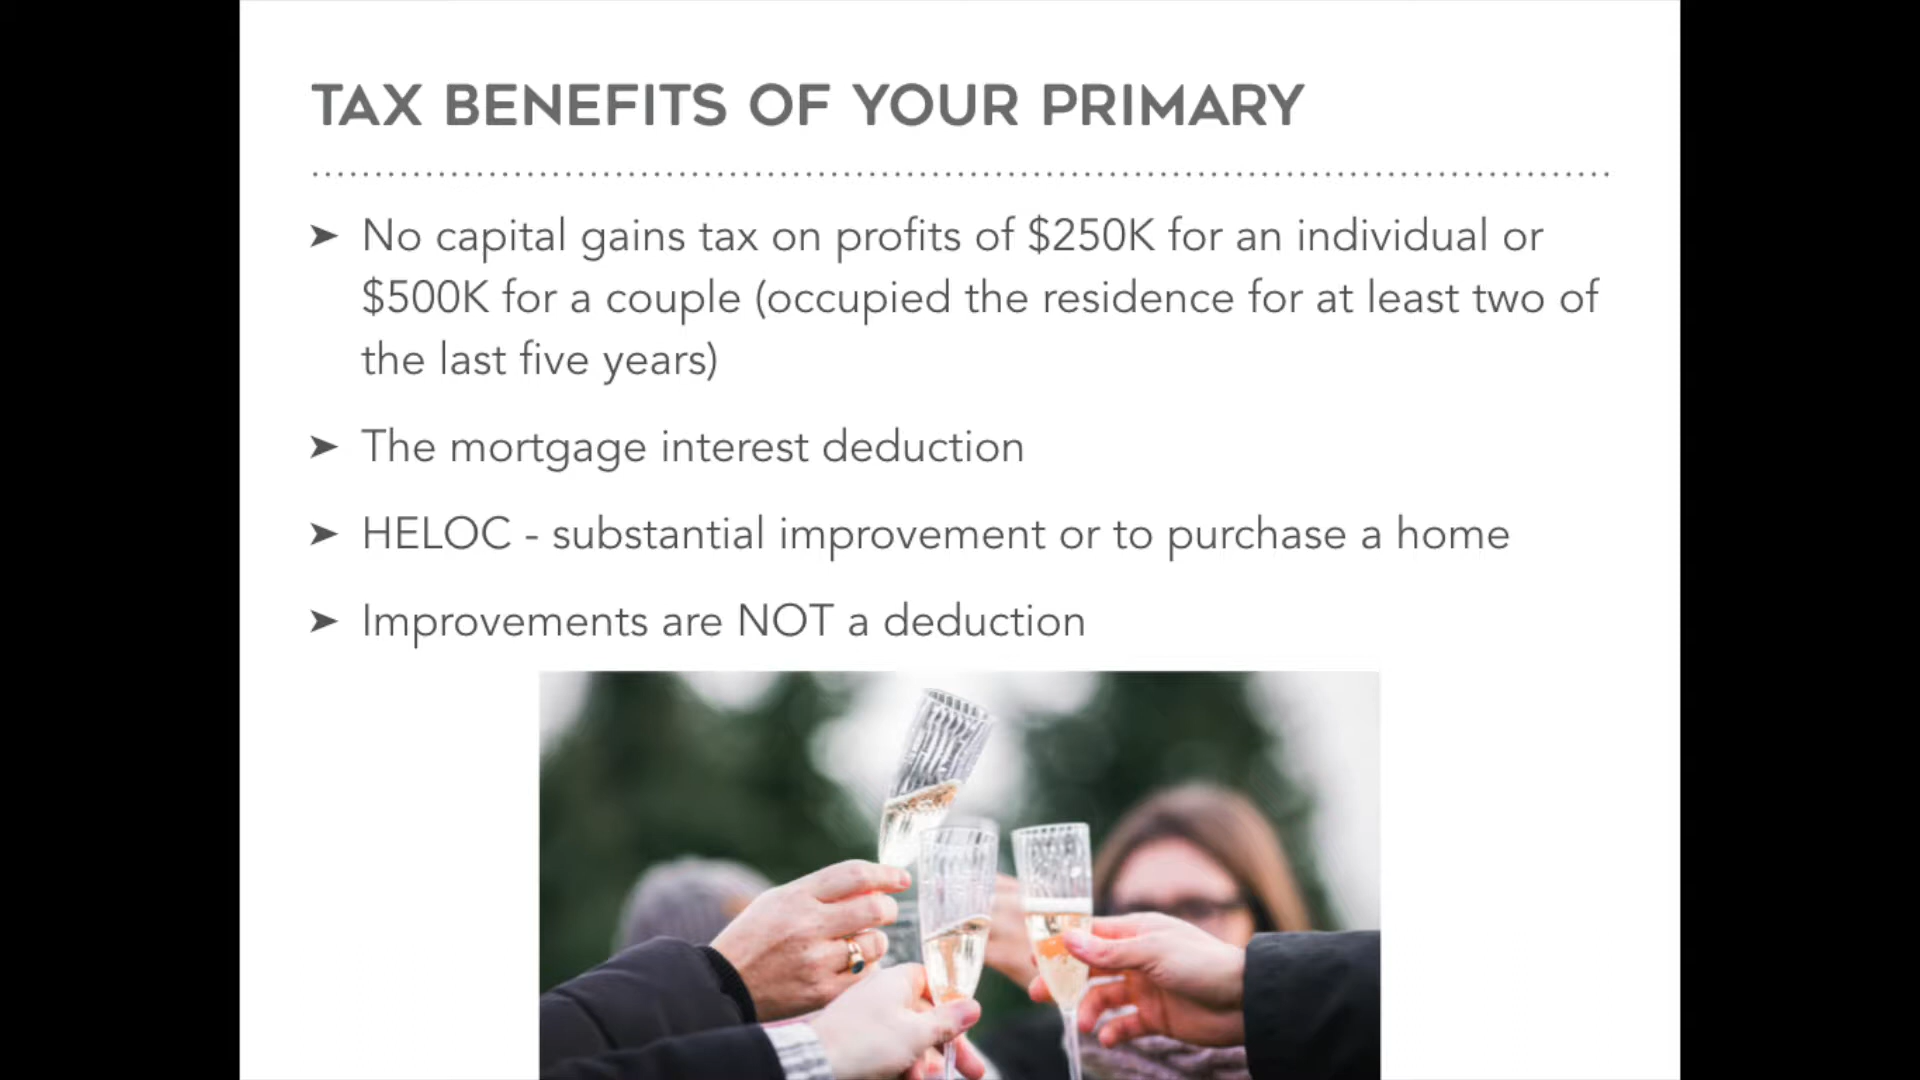 TAX BENEFITS OF YOUR PRIMARY
➤ No capital gains tax on profits of $250K for an individual or
$500K for a couple (occupied the residence for at least two of
the last five years)
➤ The mortgage interest deduction
➤ HELOC - substantial improvement or to purchase a home
➤ Improvements are NOT a deduction